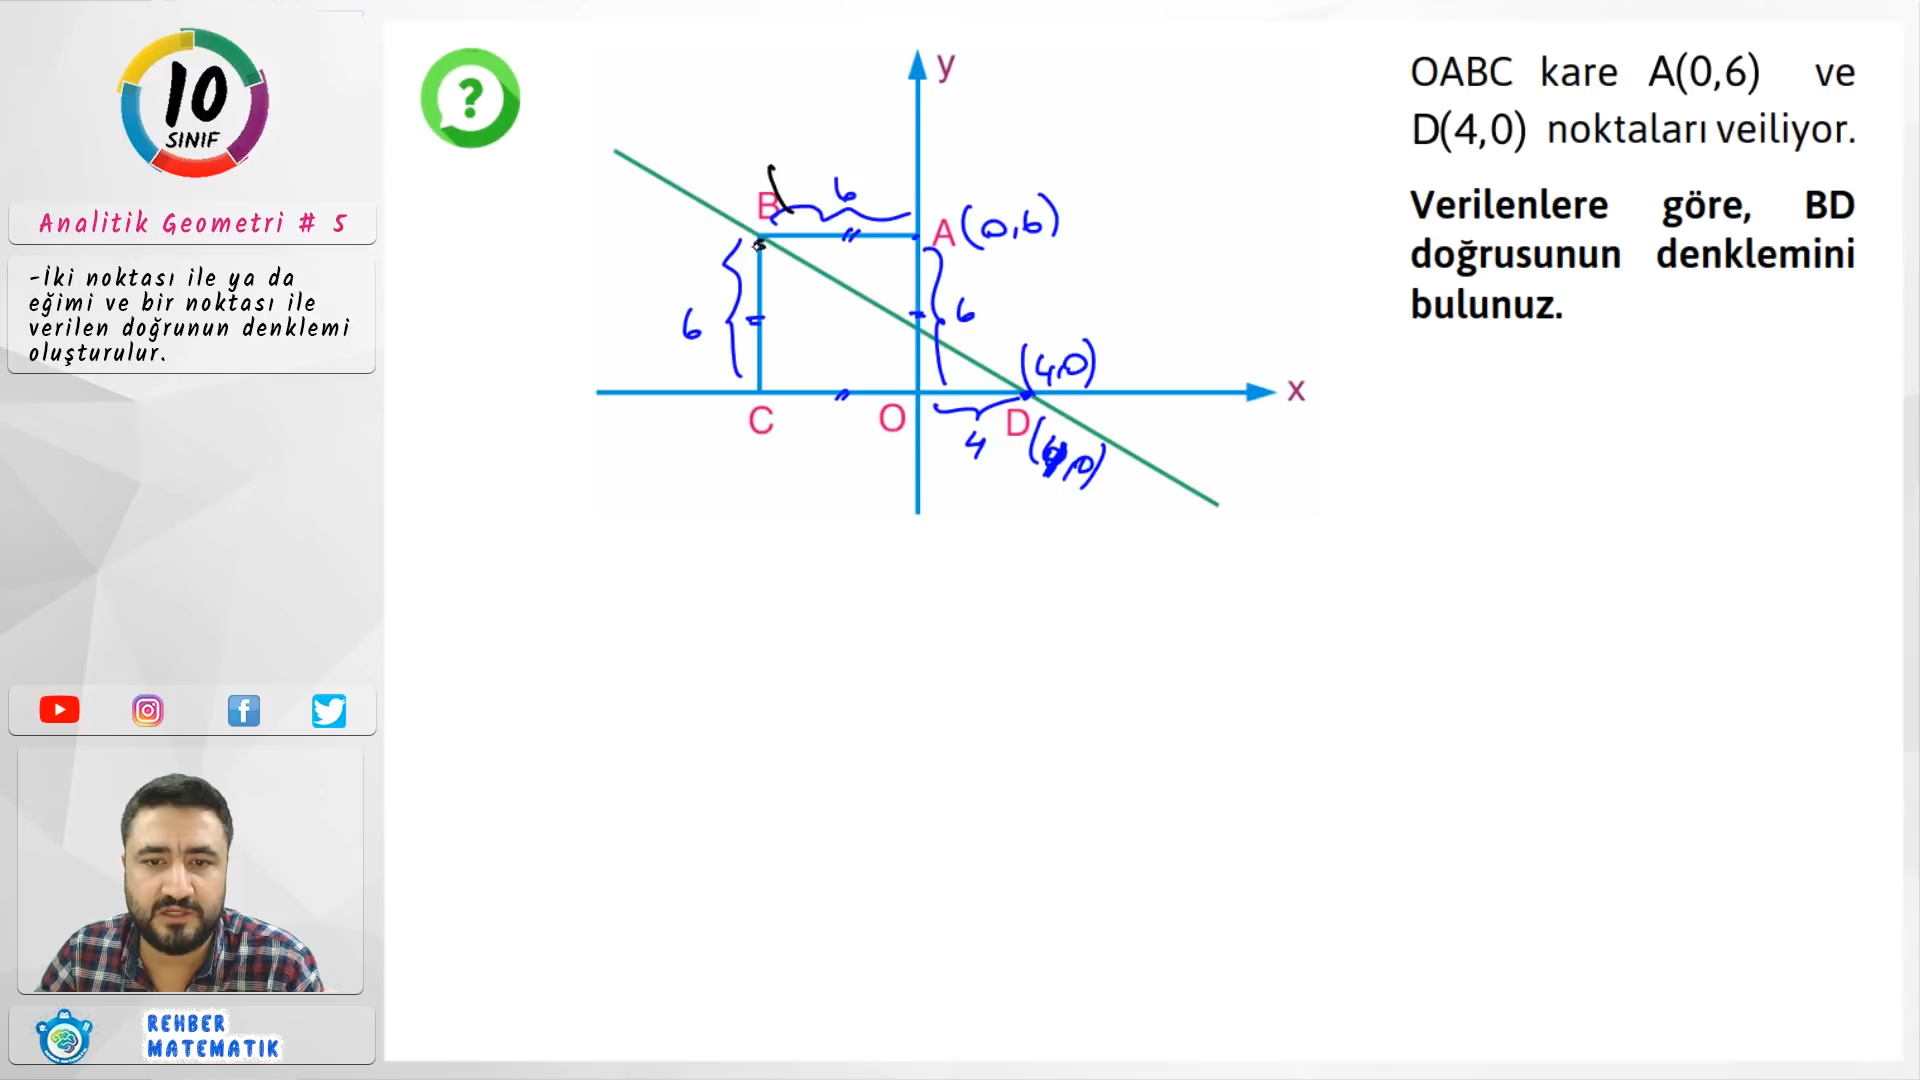 10
SINIF
Analitik Geometri # 5
-İki noktası ile ya da
eğimi ve bir noktası ile
verilen doğrunun denklemi
oluşturulur.
REHBER
MATEMATIK
?
y
B
6
A (0,6)
6
6
(4,0)
x
C
O
D
4
OABC kare A(0,6) ve
D(4,0) noktaları veiliyor.
Verilenlere göre, BD
doğrusunun denklemini
bulunuz.